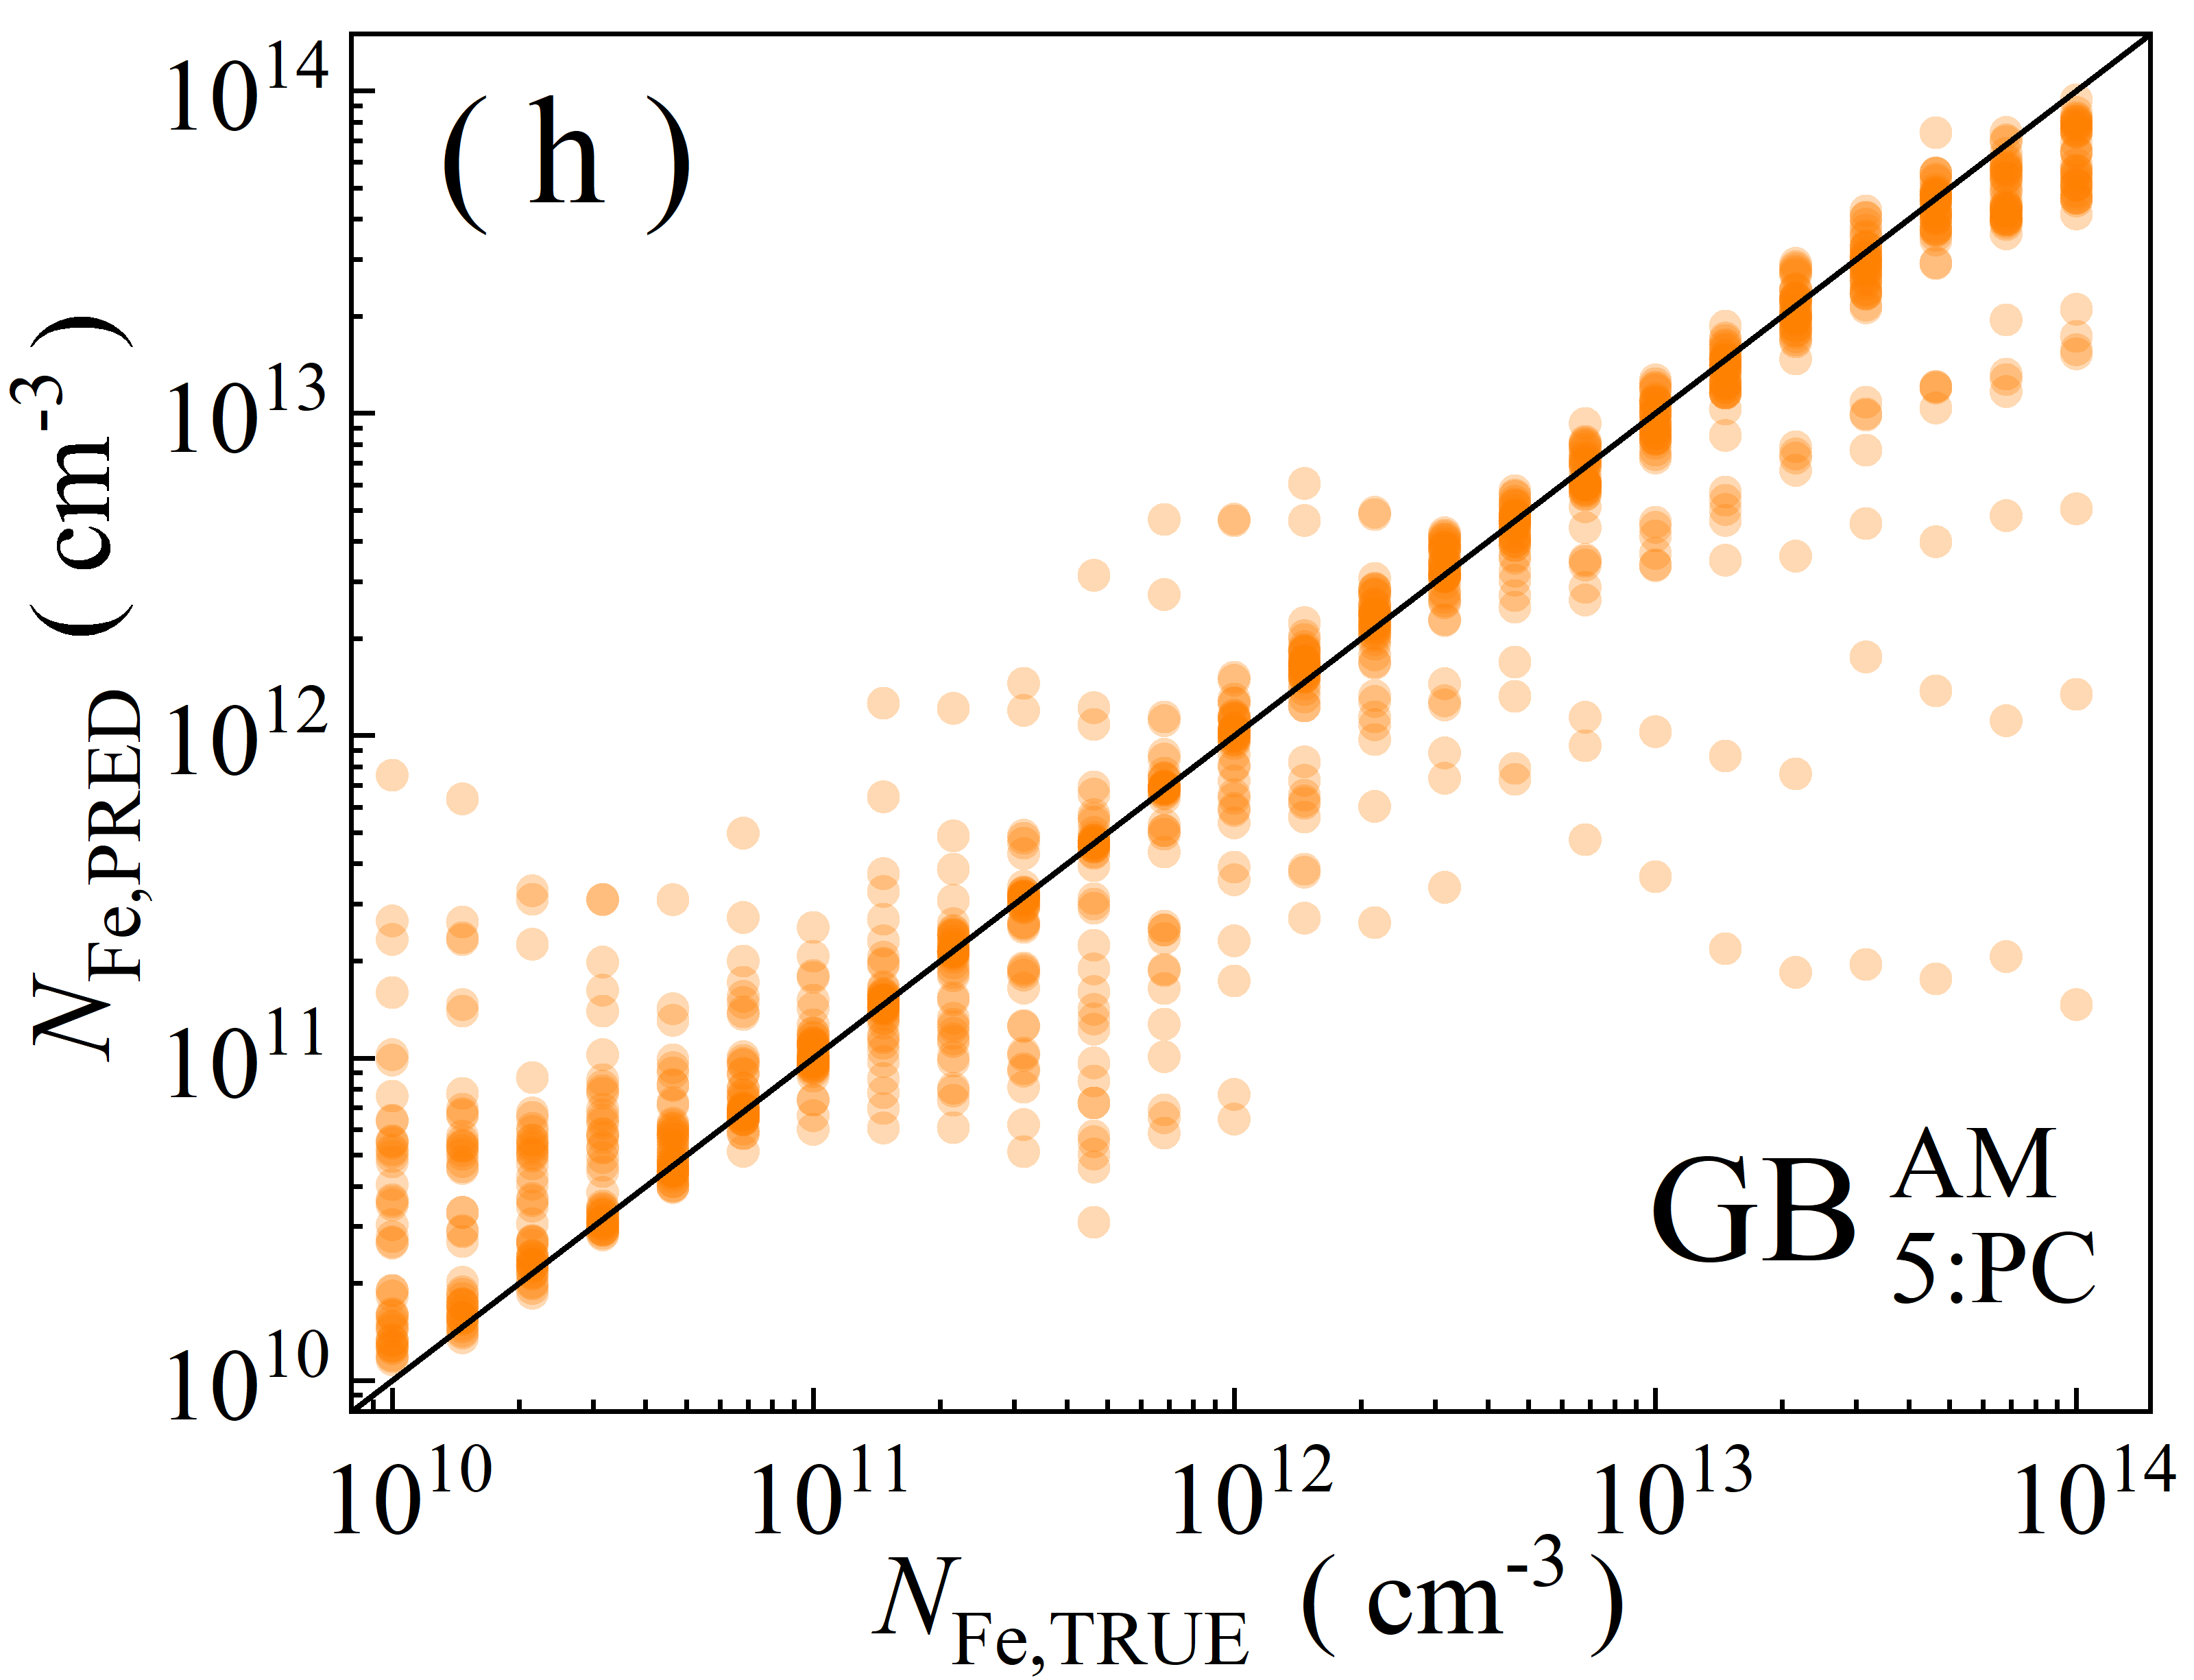 10^14
( h )
10^13
10^12
10^11
10^10
N_Fe,PRED ( cm^-3 )
GB AM
5:PC
10^10 10^11 10^12 10^13 10^14
N_Fe,TRUE ( cm^-3 )